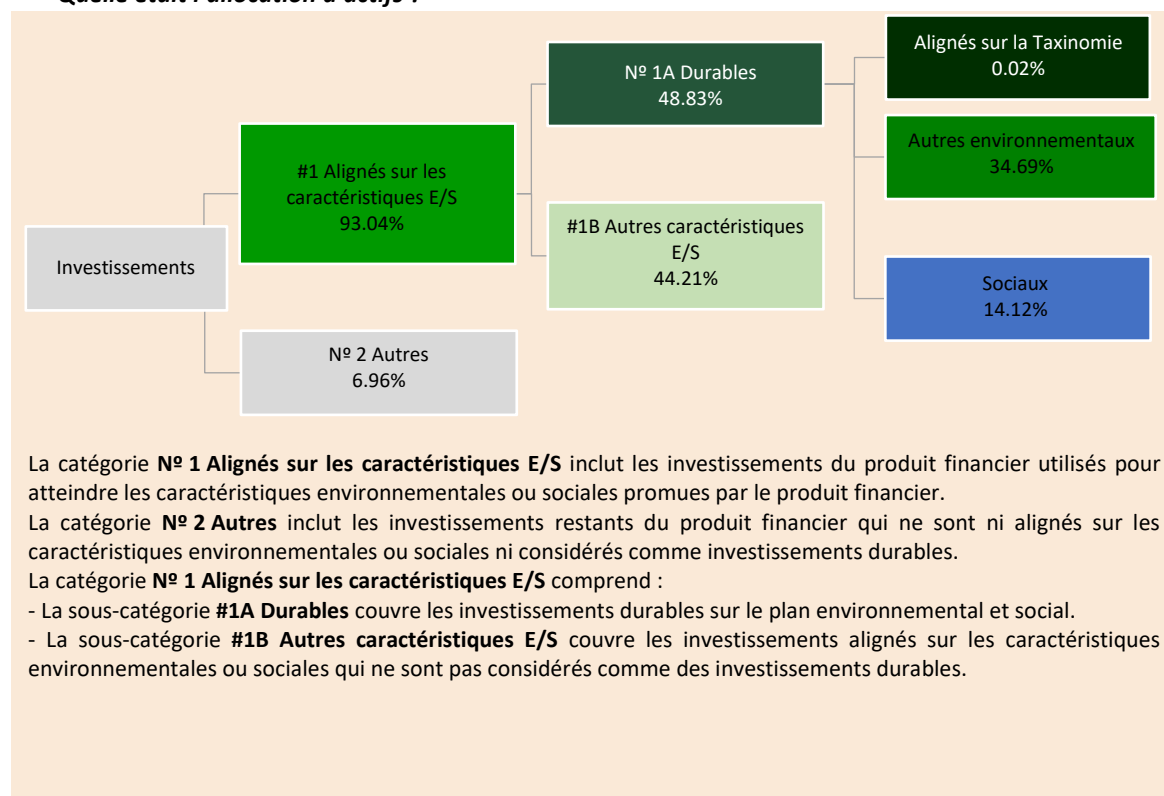 Quelle était l'allocation d'actifs ?
Alignés sur la Taxinomie
0.02%
Nº 1A Durables
48.83%
Autres environnementaux
34.69%
#1 Alignés sur les
caractéristiques E/S
93.04%
#1B Autres caractéristiques
E/S
44.21%
Investissements
Sociaux
14.12%
Nº 2 Autres
6.96%
La catégorie Nº 1 Alignés sur les caractéristiques E/S inclut les investissements du produit financier utilisés pour
atteindre les caractéristiques environnementales ou sociales promues par le produit financier.
La catégorie Nº 2 Autres inclut les investissements restants du produit financier qui ne sont ni alignés sur les
caractéristiques environnementales ou sociales ni considérés comme investissements durables.
La catégorie Nº 1 Alignés sur les caractéristiques E/S comprend :
- La sous-catégorie #1A Durables couvre les investissements durables sur le plan environnemental et social.
- La sous-catégorie #1B Autres caractéristiques E/S couvre les investissements alignés sur les caractéristiques
environnementales ou sociales qui ne sont pas considérés comme des investissements durables.